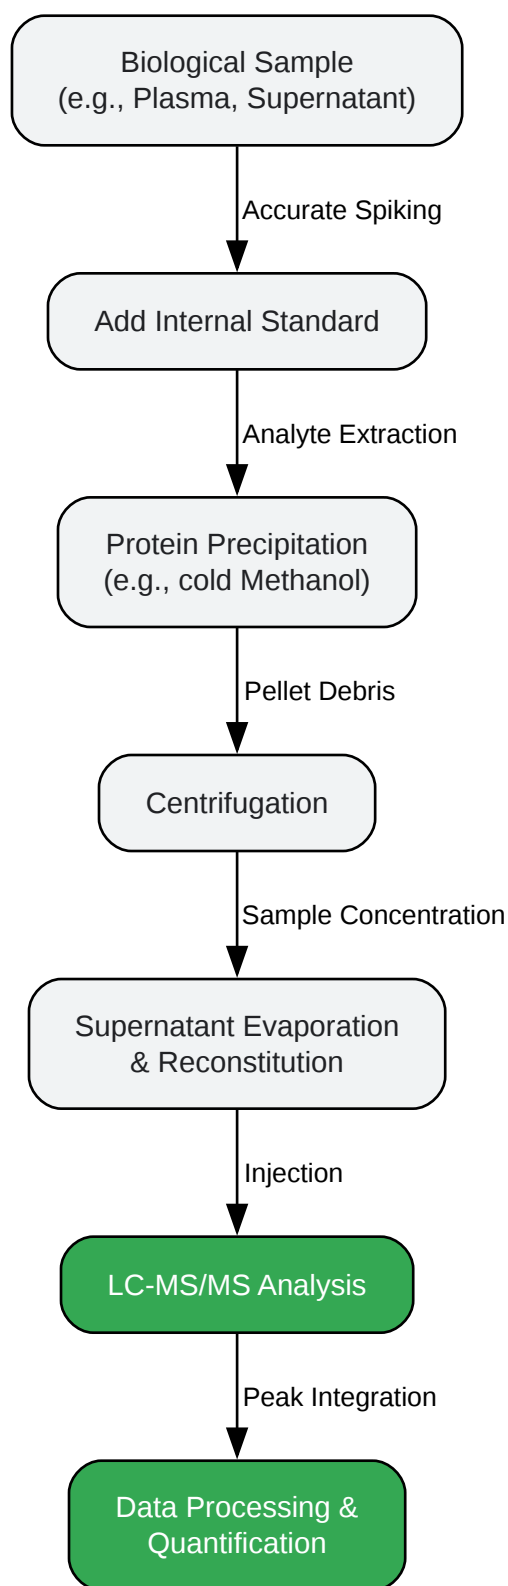 Biological Sample
(e.g., Plasma, Supernatant)
Accurate Spiking
Add Internal Standard
Analyte Extraction
Protein Precipitation
(e.g., cold Methanol)
Pellet Debris
Centrifugation
Sample Concentration
Supernatant Evaporation
& Reconstitution
Injection
LC-MS/MS Analysis
Peak Integration
Data Processing &
Quantification